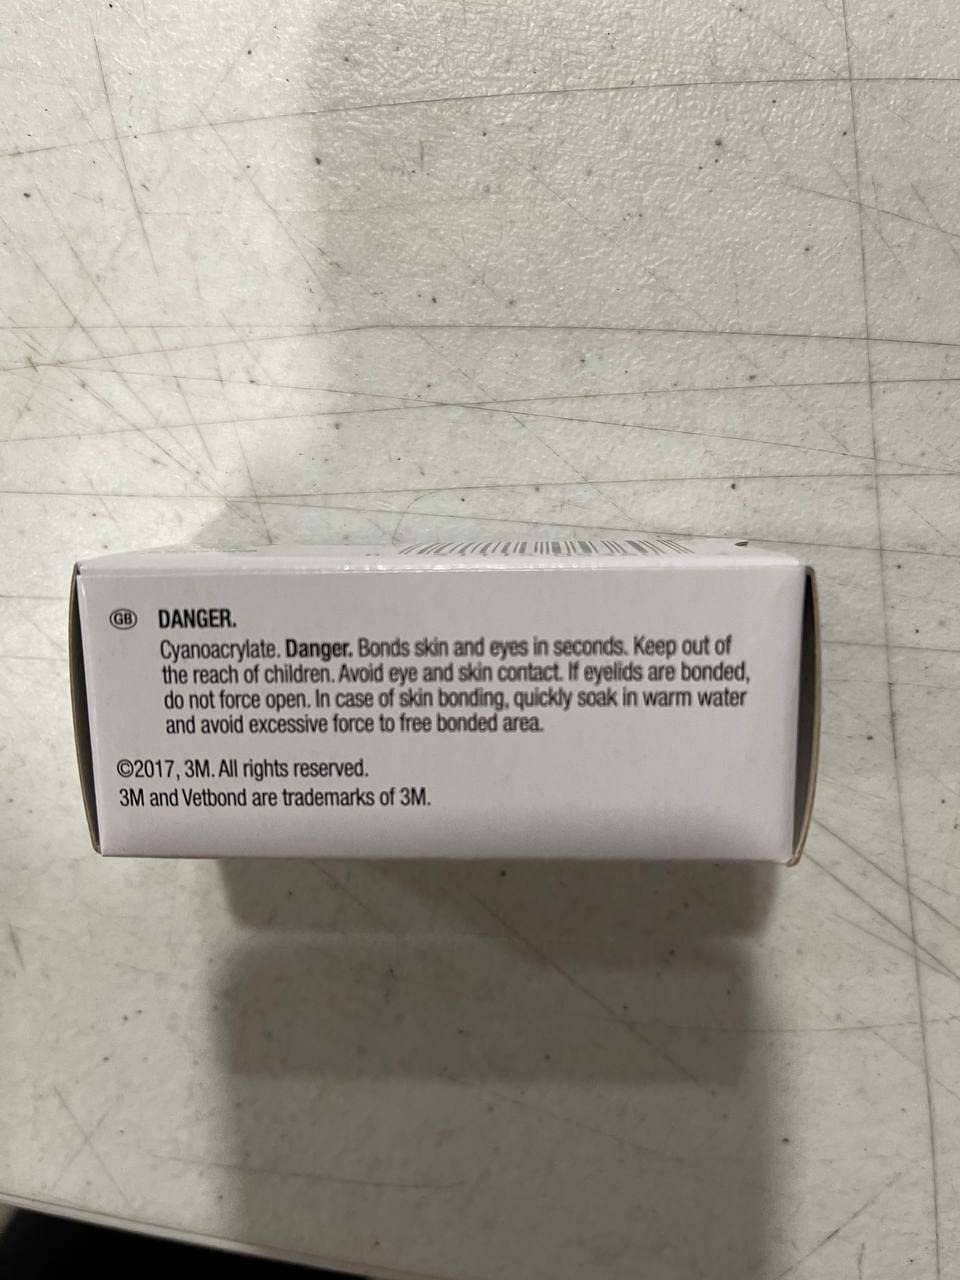 GB DANGER.
Cyanoacrylate. Danger. Bonds skin and eyes in seconds. Keep out of
the reach of children. Avoid eye and skin contact. If eyelids are bonded,
do not force open. In case of skin bonding, quickly soak in warm water
and avoid excessive force to free bonded area.
©2017, 3M. All rights reserved.
3M and Vetbond are trademarks of 3M.